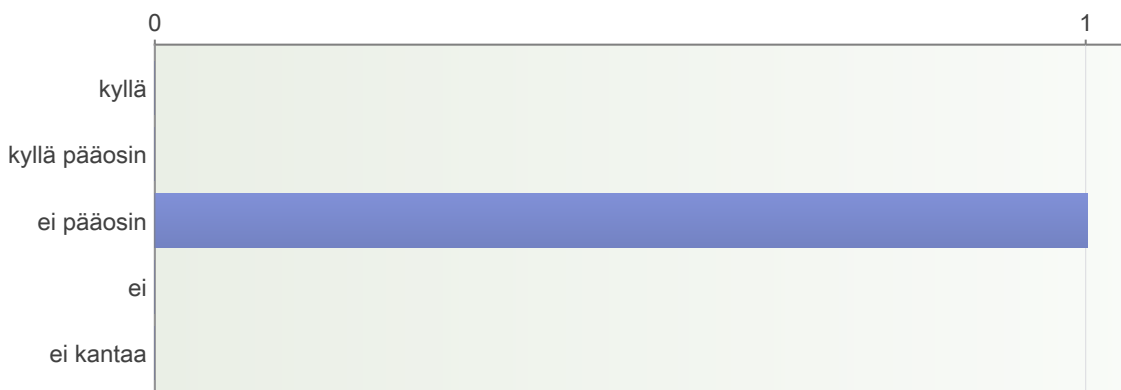 0 1
kyllä
kyllä pääosin
ei pääosin
ei
ei kantaa